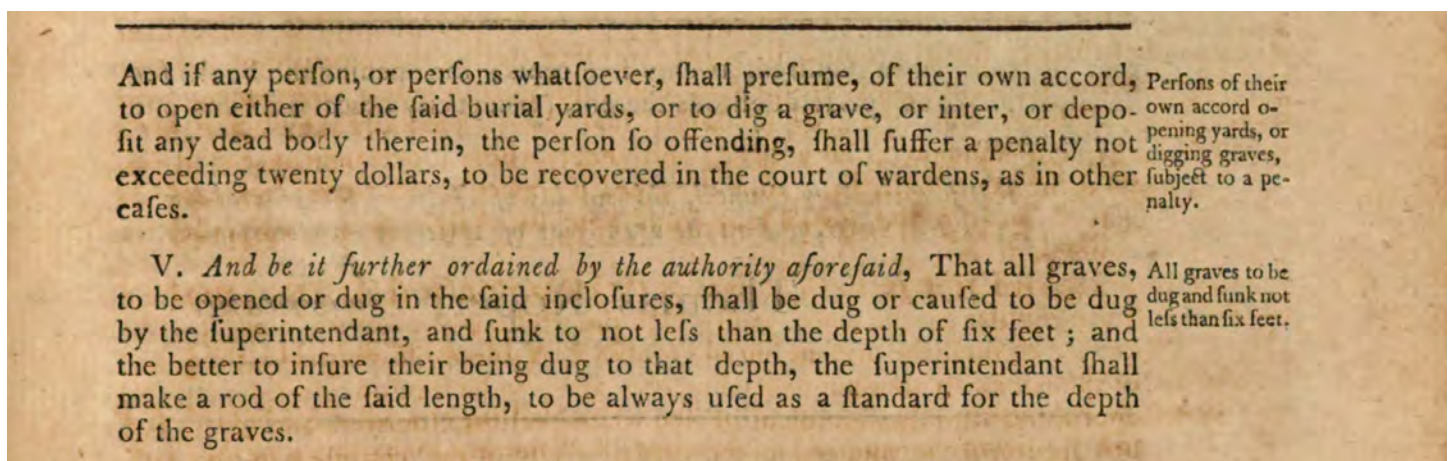 And if any perſon, or perſons whatſoever, ſhall preſume, of their own accord,
to open either of the ſaid burial yards, or to dig a grave, or inter, or depo-
ſit any dead body therein, the perſon ſo offending, ſhall ſuffer a penalty not
exceeding twenty dollars, to be recovered in the court of wardens, as in other
caſes.
Perſons of their
own accord o-
pening yards, or
digging graves,
ſubject to a pe-
nalty.
V. And be it further ordained by the authority aforeſaid, That all graves,
to be opened or dug in the ſaid incloſures, ſhall be dug or cauſed to be dug
by the ſuperintendant, and ſunk to not leſs than the depth of ſix feet ; and
the better to inſure their being dug to that depth, the ſuperintendant ſhall
make a rod of the ſaid length, to be always uſed as a ſtandard for the depth
of the graves.
All graves to be
dug and ſunk not
leſs than ſix feet.